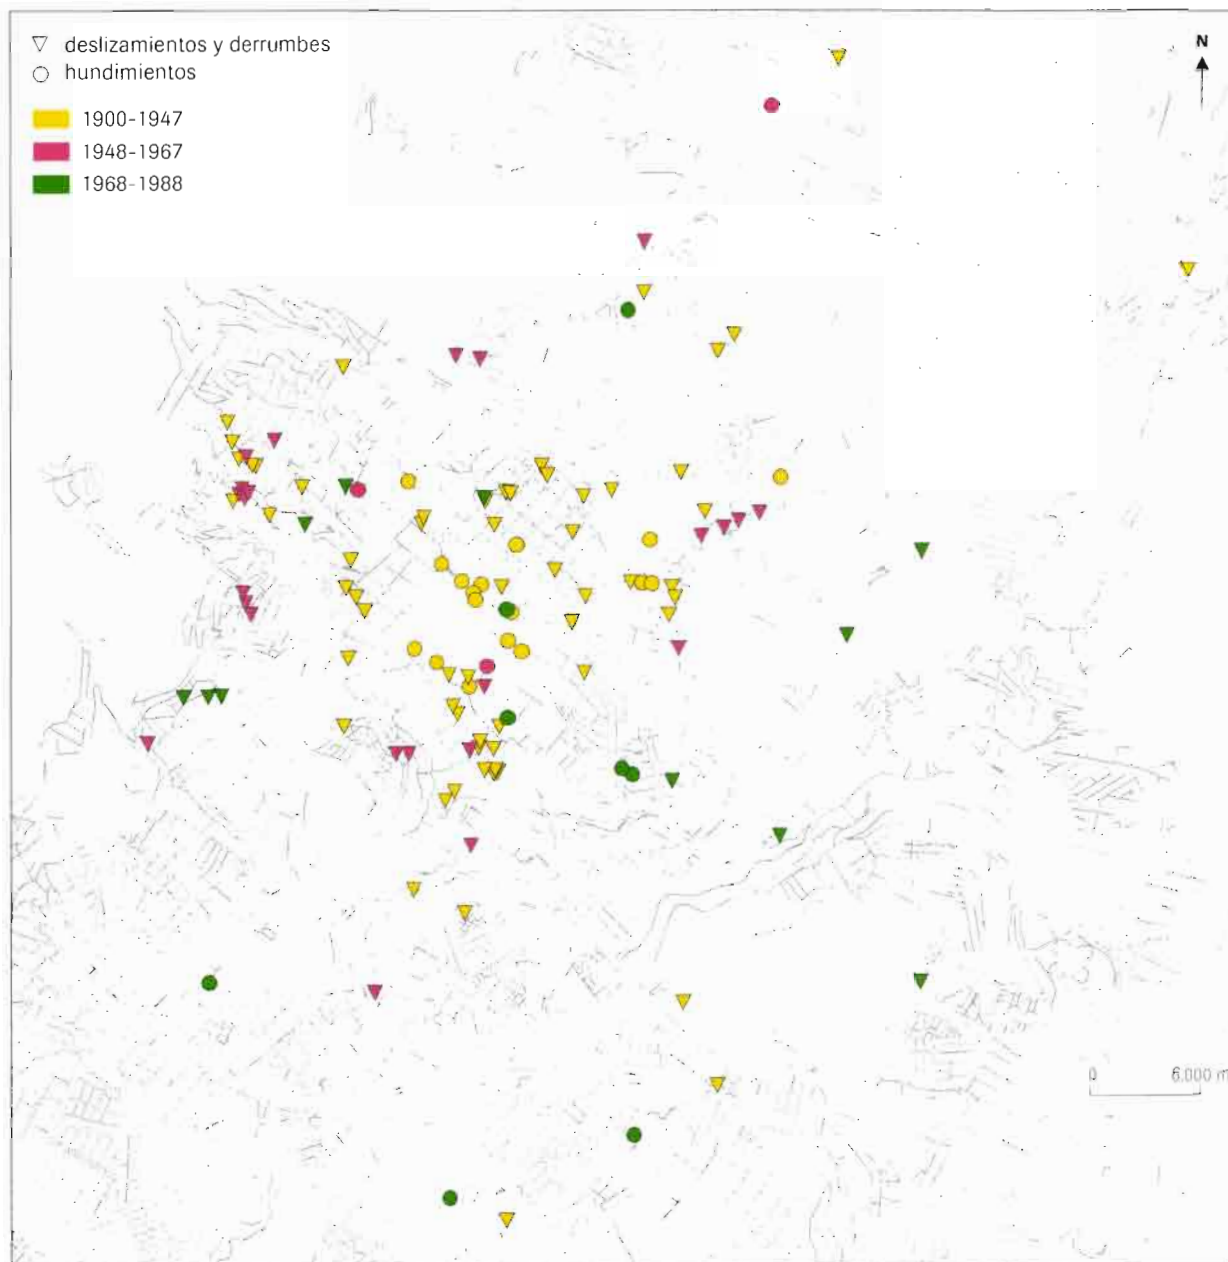 deslizamientos y derrumbes
hundimientos
1900-1947
1948-1967
1968-1988
N
0 6.000 m